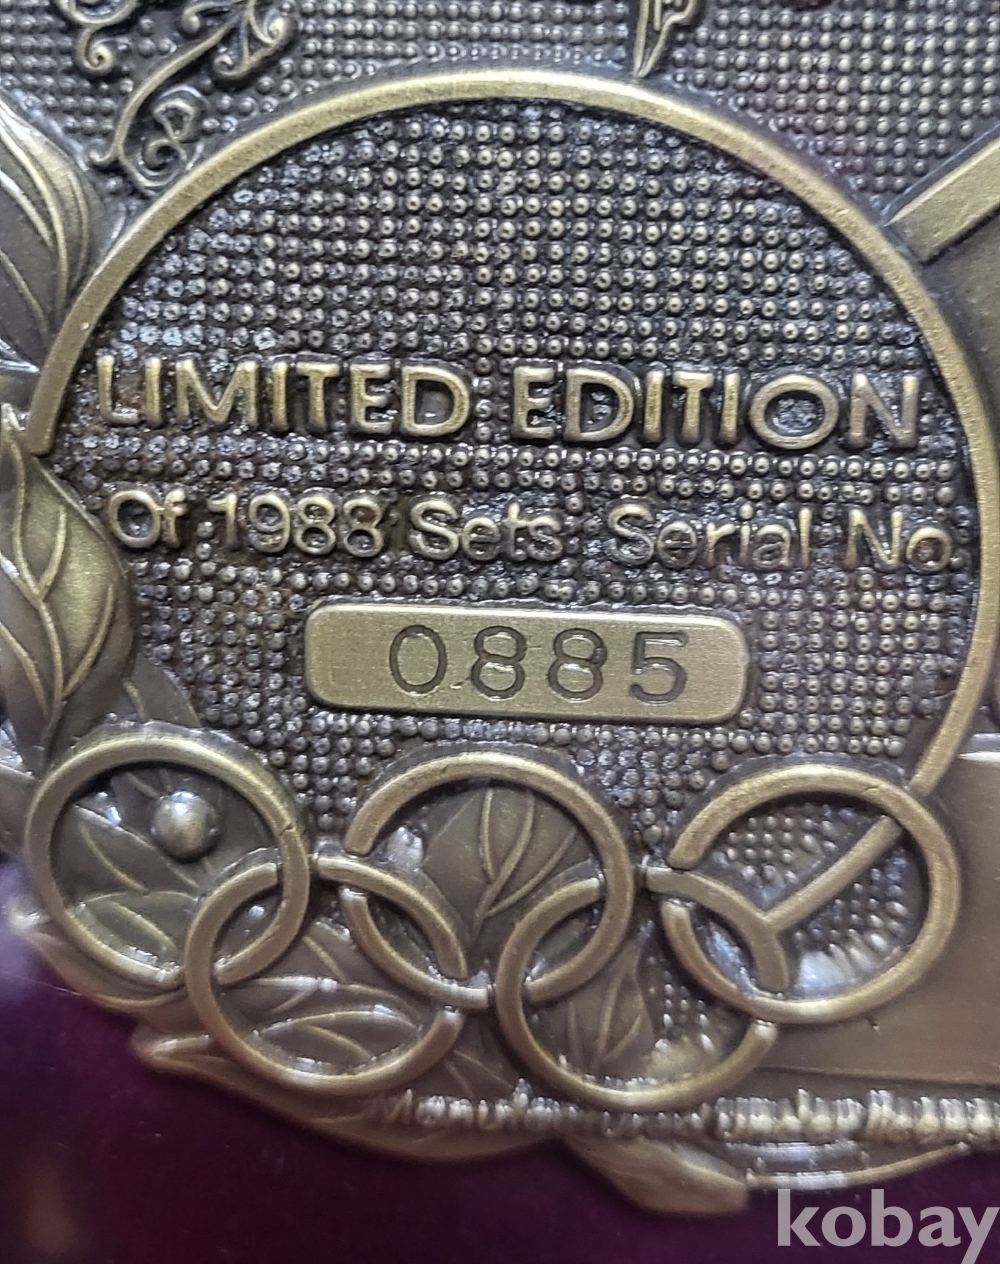 LIMITED EDITION
Of 1988 Sets Serial No.
0885
kobay